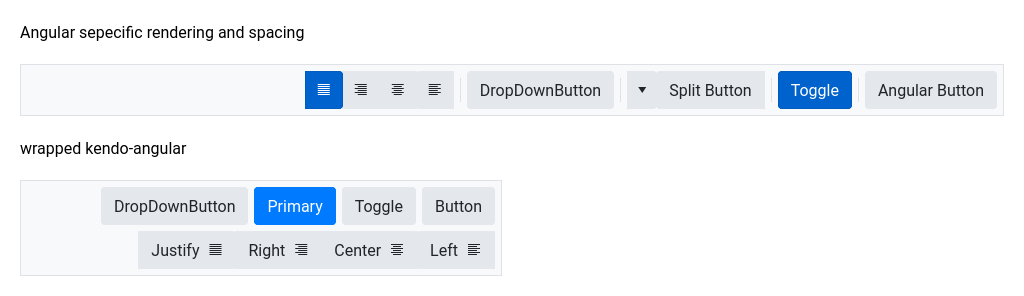 Angular sepecific rendering and spacing
DropDownButton Split Button Toggle Angular Button
wrapped kendo-angular
DropDownButton Primary Toggle Button
Justify Right Center Left